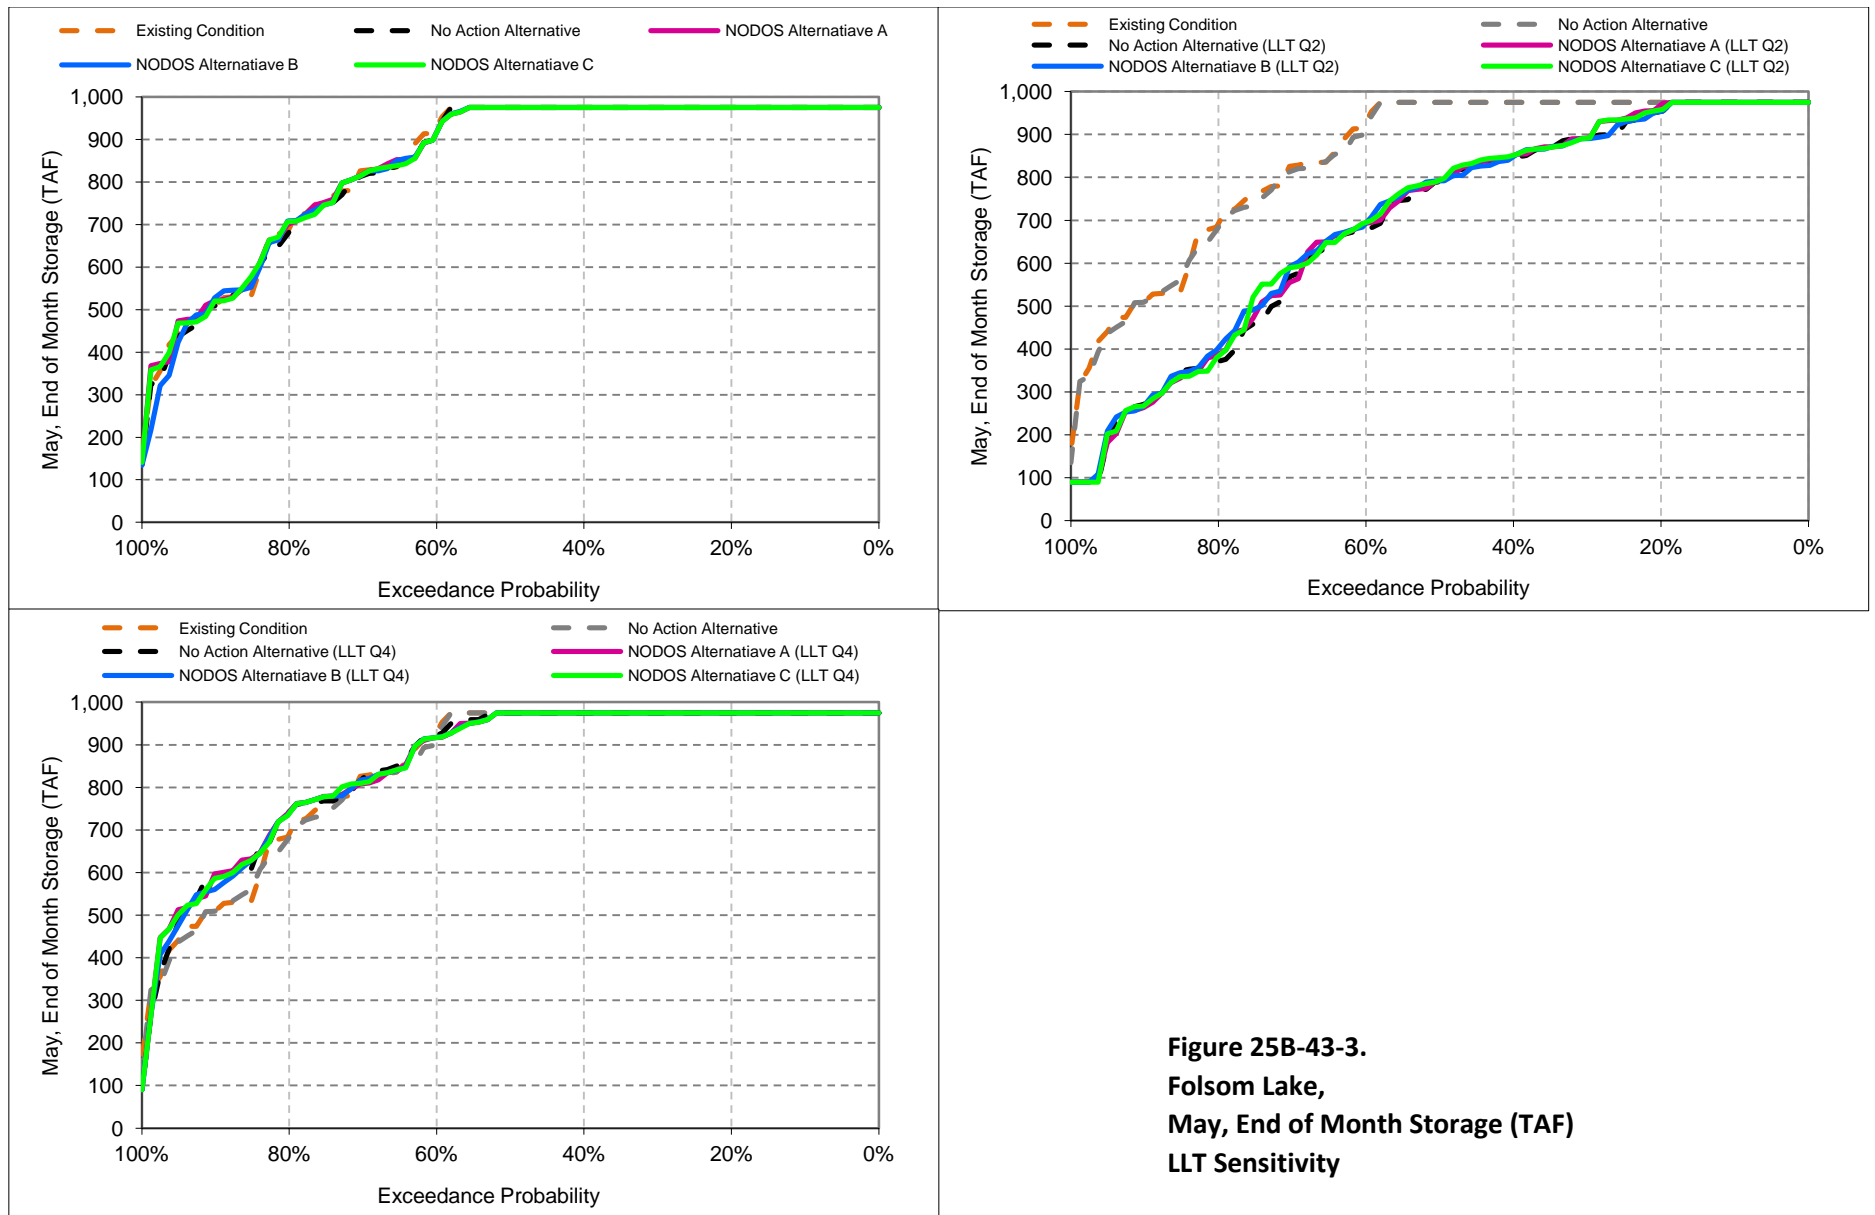 Existing Condition
No Action Alternative
NODOS Alternatiave A
NODOS Alternatiave B
NODOS Alternatiave C
May, End of Month Storage (TAF)
1,000
900
800
700
600
500
400
300
200
100
0
100% 80% 60% 40% 20% 0%
Exceedance Probability
Existing Condition
No Action Alternative
No Action Alternative (LLT Q2)
NODOS Alternatiave A (LLT Q2)
NODOS Alternatiave B (LLT Q2)
NODOS Alternatiave C (LLT Q2)
May, End of Month Storage (TAF)
1,000
900
800
700
600
500
400
300
200
100
0
100% 80% 60% 40% 20% 0%
Exceedance Probability
Existing Condition
No Action Alternative
No Action Alternative (LLT Q4)
NODOS Alternatiave A (LLT Q4)
NODOS Alternatiave B (LLT Q4)
NODOS Alternatiave C (LLT Q4)
May, End of Month Storage (TAF)
1,000
900
800
700
600
500
400
300
200
100
0
100% 80% 60% 40% 20% 0%
Exceedance Probability
Figure 25B-43-3.
Folsom Lake,
May, End of Month Storage (TAF)
LLT Sensitivity